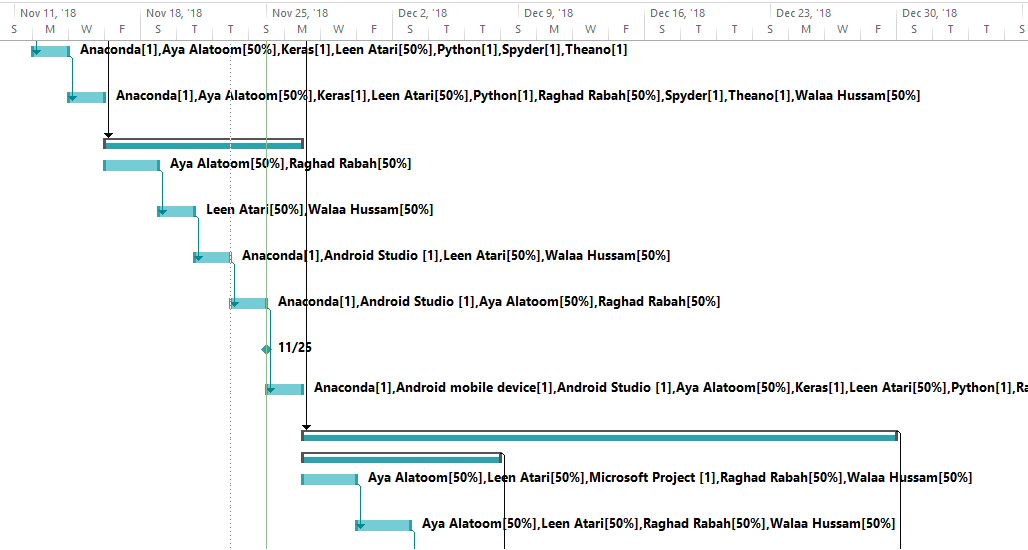 Nov 11, '18 Nov 18, '18 Nov 25, '18 Dec 2, '18 Dec 9, '18 Dec 16, '18 Dec 23, '18 Dec 30, '18
S M W F S T T S M W F S T T S M W F S T T S M W F S T T S
Anaconda[1],Aya Alatoom[50%],Keras[1],Leen Atari[50%],Python[1],Spyder[1],Theano[1]
Anaconda[1],Aya Alatoom[50%],Keras[1],Leen Atari[50%],Python[1],Raghad Rabah[50%],Spyder[1],Theano[1],Walaa Hussam[50%]
Aya Alatoom[50%],Raghad Rabah[50%]
Leen Atari[50%],Walaa Hussam[50%]
Anaconda[1],Android Studio [1],Leen Atari[50%],Walaa Hussam[50%]
Anaconda[1],Android Studio [1],Aya Alatoom[50%],Raghad Rabah[50%]
11/25
Anaconda[1],Android mobile device[1],Android Studio [1],Aya Alatoom[50%],Keras[1],Leen Atari[50%],Python[1],Ra
Aya Alatoom[50%],Leen Atari[50%],Microsoft Project [1],Raghad Rabah[50%],Walaa Hussam[50%]
Aya Alatoom[50%],Leen Atari[50%],Raghad Rabah[50%],Walaa Hussam[50%]